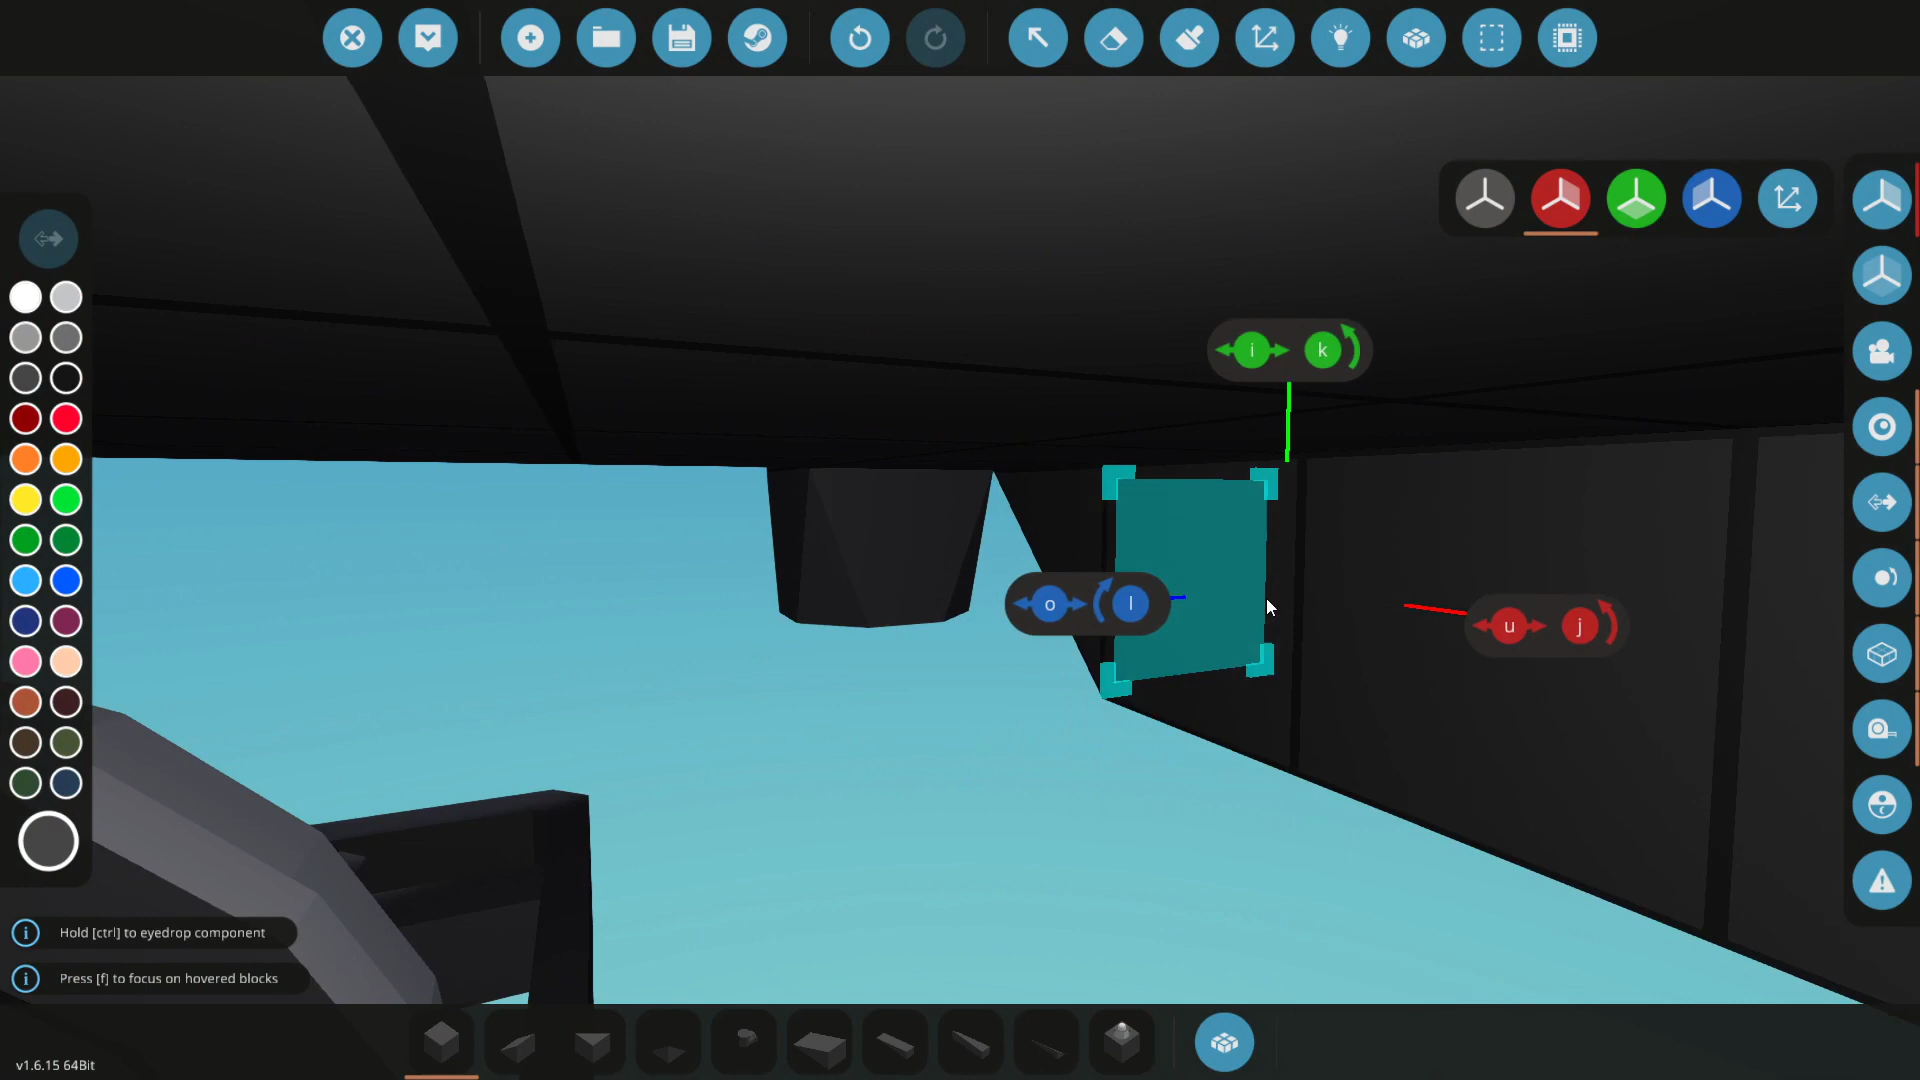 i k
o l
u j
Hold [ctrl] to eyedrop component
Press [f] to focus on hovered blocks
v1.6.15 64Bit